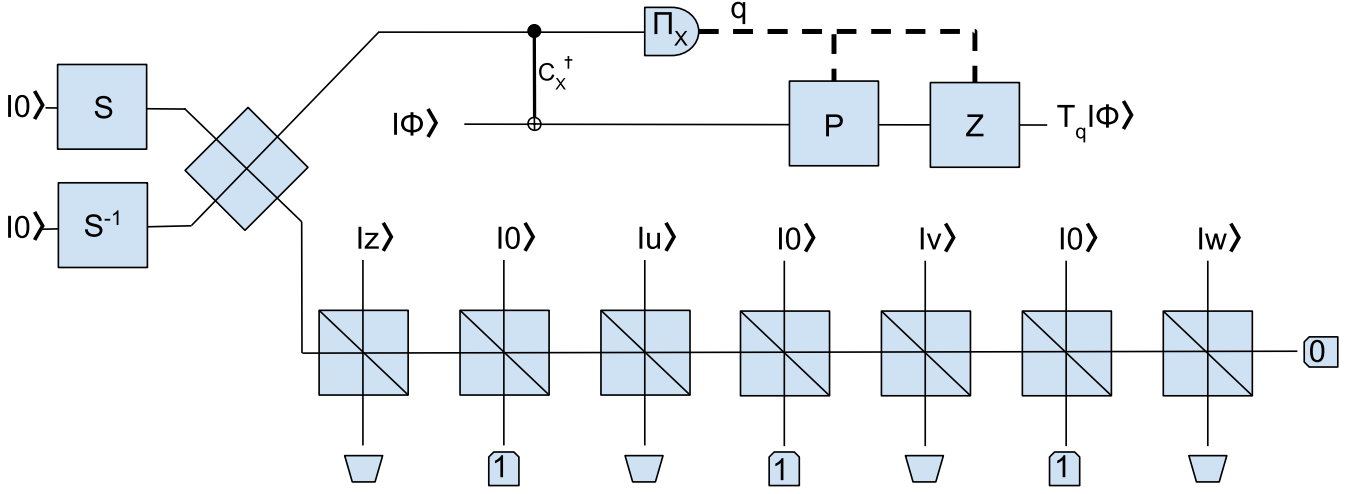 q
Π_X
|0⟩ S
C_X^†
|Φ⟩ P Z T_q|Φ⟩
|0⟩ S^-1
|z⟩ |0⟩ |u⟩ |0⟩ |v⟩ |0⟩ |w⟩
0
1 1 1